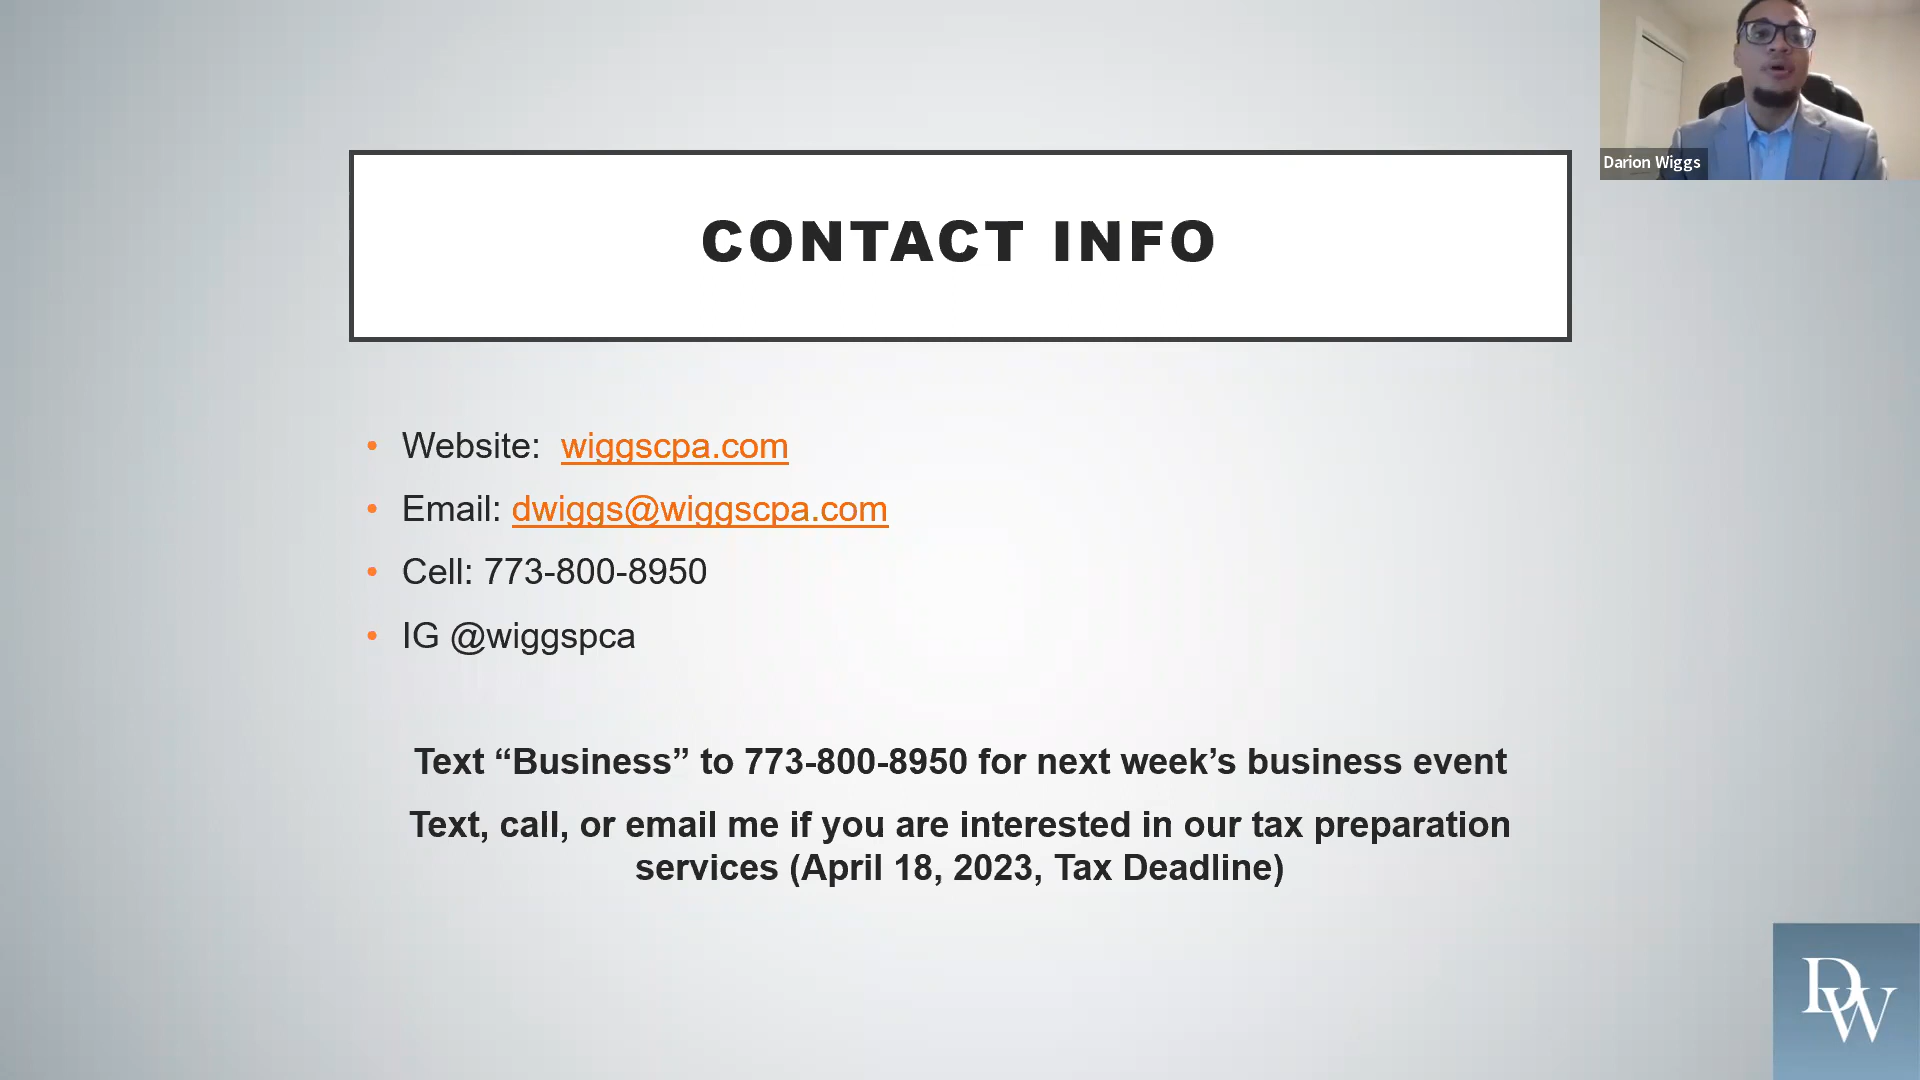 Darion Wiggs
CONTACT INFO
• Website: wiggscpa.com
• Email: dwiggs@wiggscpa.com
• Cell: 773-800-8950
• IG @wiggspca
Text “Business” to 773-800-8950 for next week’s business event
Text, call, or email me if you are interested in our tax preparation
services (April 18, 2023, Tax Deadline)
DW